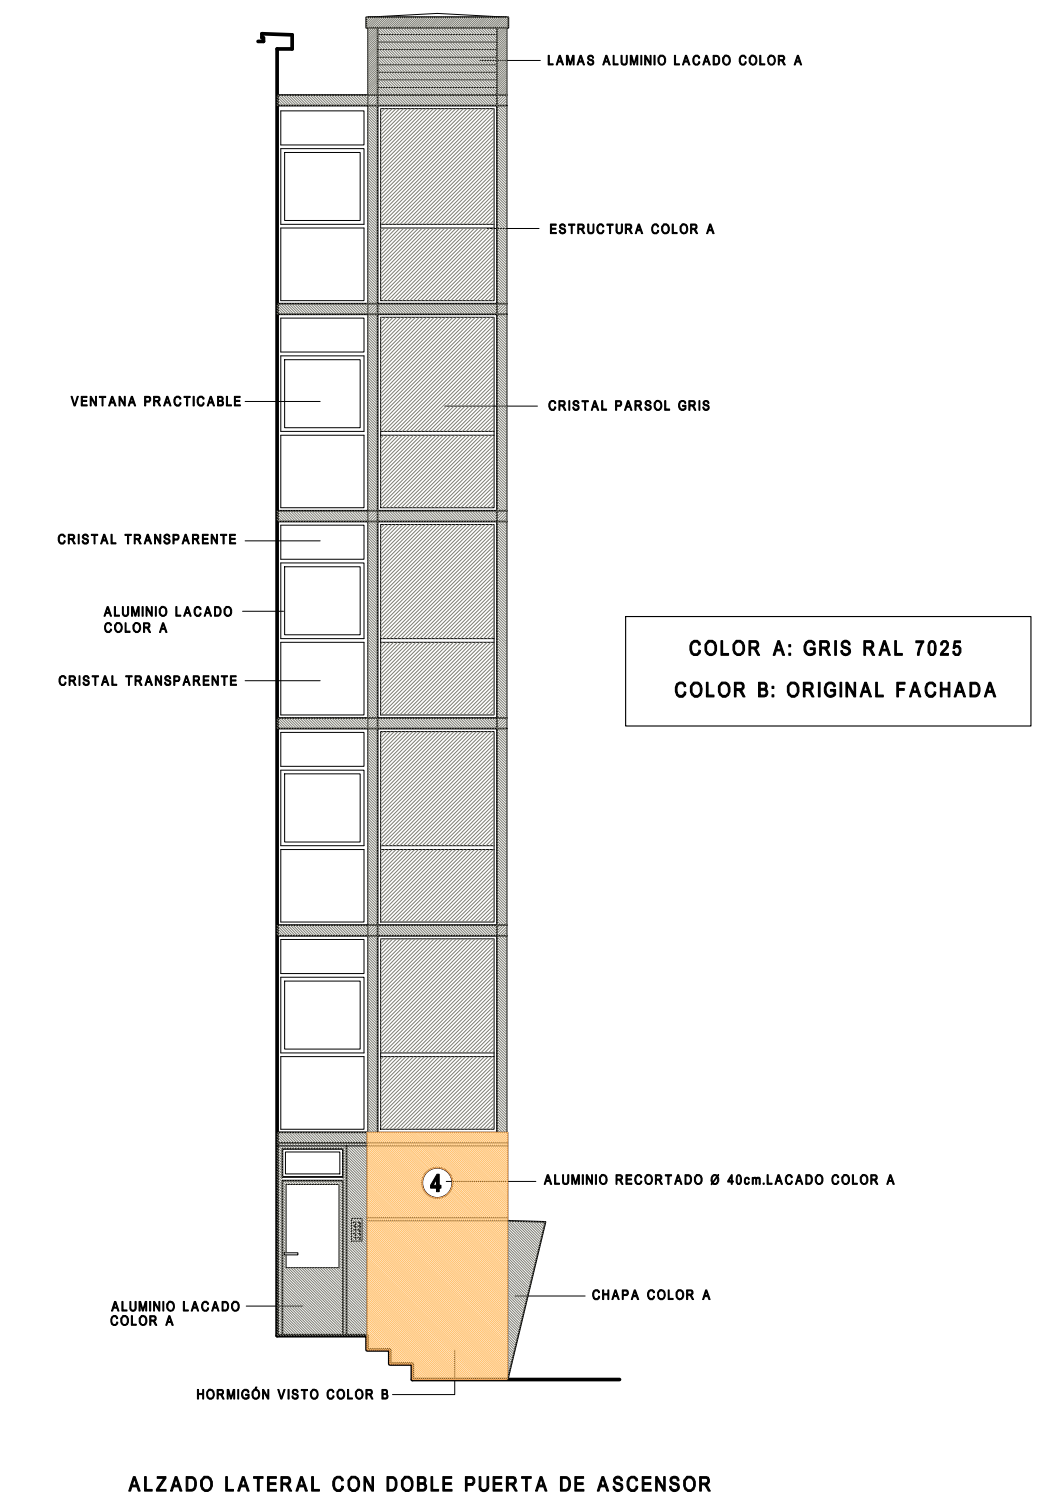 LAMAS ALUMINIO LACADO COLOR A
ESTRUCTURA COLOR A
VENTANA PRACTICABLE
CRISTAL PARSOL GRIS
CRISTAL TRANSPARENTE
ALUMINIO LACADO
COLOR A
CRISTAL TRANSPARENTE
COLOR A: GRIS RAL 7025
COLOR B: ORIGINAL FACHADA
4
ALUMINIO RECORTADO Ø 40cm.LACADO COLOR A
CHAPA COLOR A
ALUMINIO LACADO
COLOR A
HORMIGÓN VISTO COLOR B
ALZADO LATERAL CON DOBLE PUERTA DE ASCENSOR